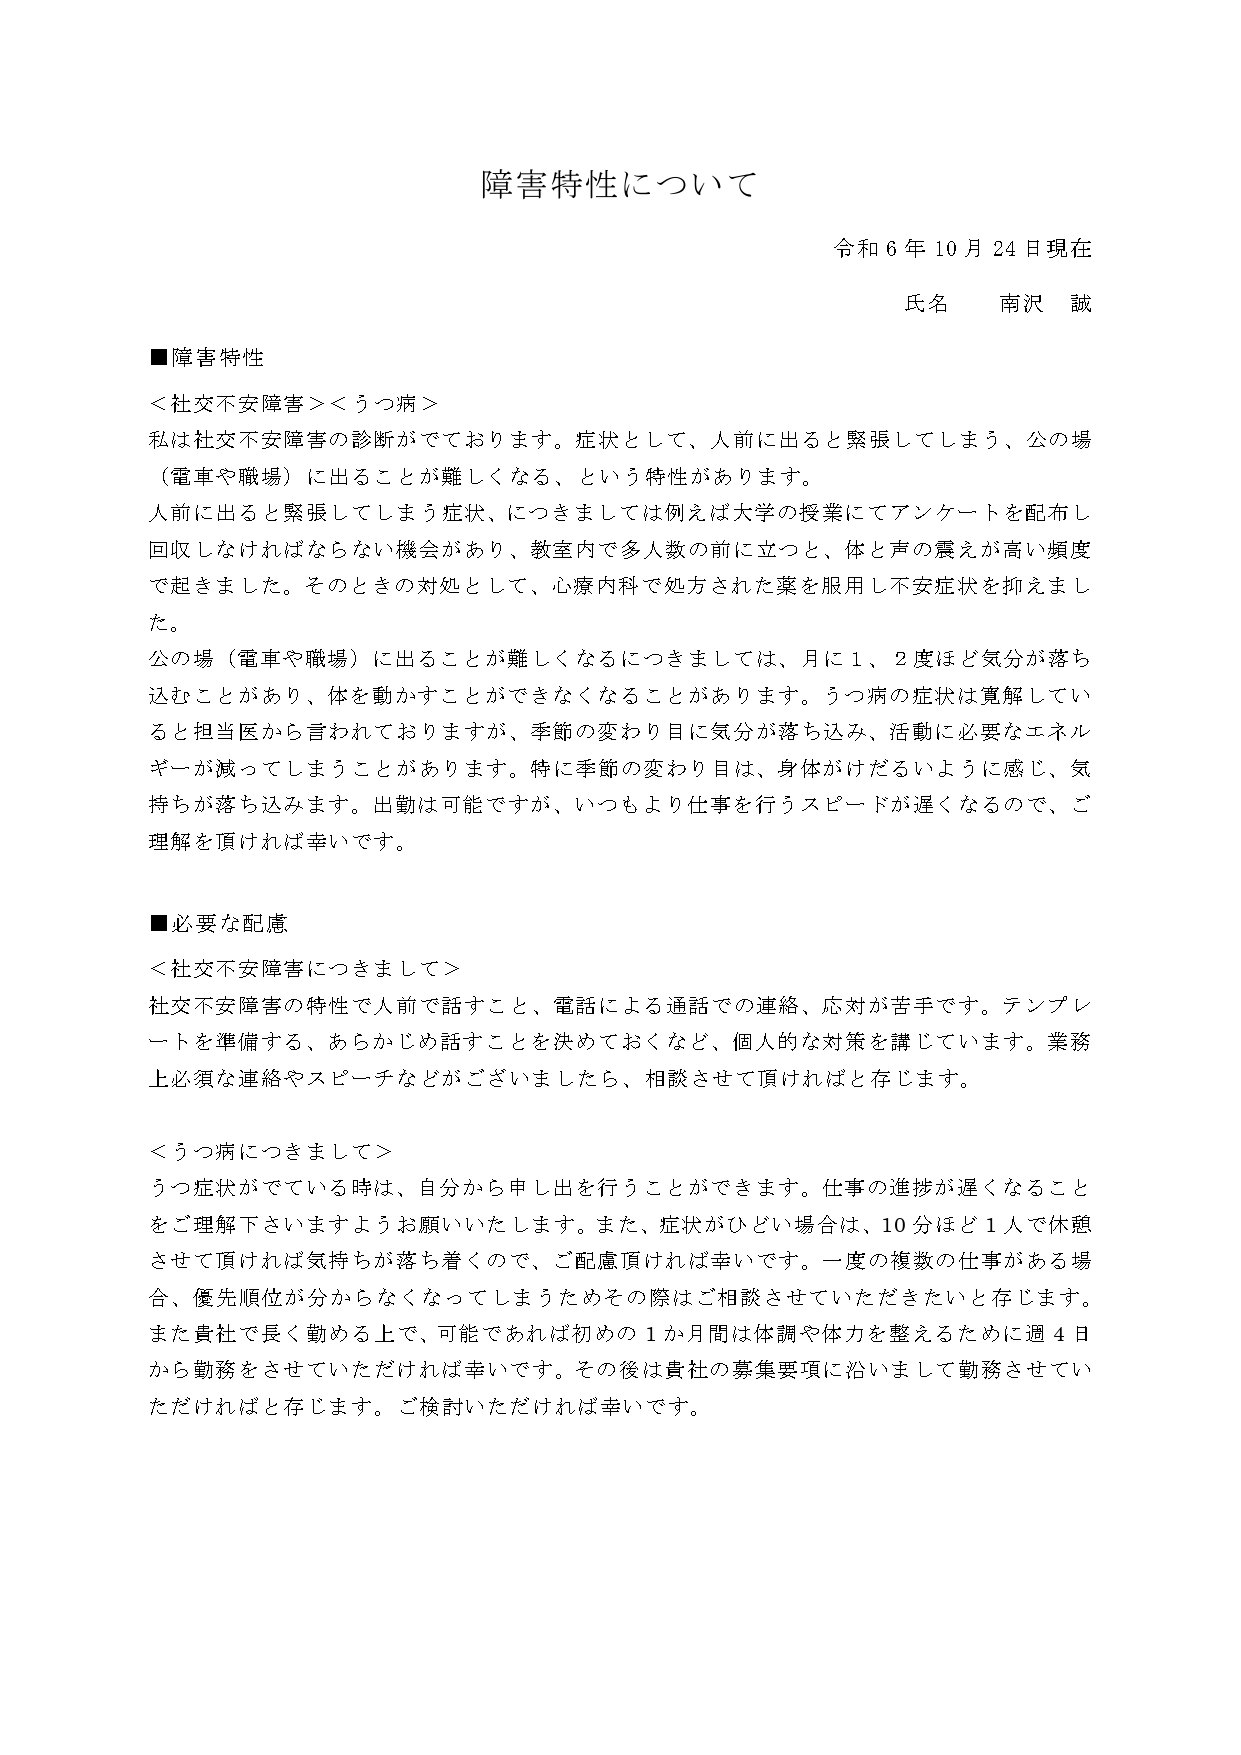 障害特性について
令和6年10月24日現在
氏名　　南沢　誠
■障害特性
＜社交不安障害＞＜うつ病＞
私は社交不安障害の診断がでております。症状として、人前に出ると緊張してしまう、公の場
（電車や職場）に出ることが難しくなる、という特性があります。
人前に出ると緊張してしまう症状、につきましては例えば大学の授業にてアンケートを配布し
回収しなければならない機会があり、教室内で多人数の前に立つと、体と声の震えが高い頻度
で起きました。そのときの対処として、心療内科で処方された薬を服用し不安症状を抑えまし
た。
公の場（電車や職場）に出ることが難しくなるにつきましては、月に１、２度ほど気分が落ち
込むことがあり、体を動かすことができなくなることがあります。うつ病の症状は寛解してい
ると担当医から言われておりますが、季節の変わり目に気分が落ち込み、活動に必要なエネル
ギーが減ってしまうことがあります。特に季節の変わり目は、身体がけだるいように感じ、気
持ちが落ち込みます。出勤は可能ですが、いつもより仕事を行うスピードが遅くなるので、ご
理解を頂ければ幸いです。
■必要な配慮
＜社交不安障害につきまして＞
社交不安障害の特性で人前で話すこと、電話による通話での連絡、応対が苦手です。テンプレ
ートを準備する、あらかじめ話すことを決めておくなど、個人的な対策を講じています。業務
上必須な連絡やスピーチなどがございましたら、相談させて頂ければと存じます。
＜うつ病につきまして＞
うつ症状がでている時は、自分から申し出を行うことができます。仕事の進捗が遅くなること
をご理解下さいますようお願いいたします。また、症状がひどい場合は、10分ほど1人で休憩
させて頂ければ気持ちが落ち着くので、ご配慮頂ければ幸いです。一度の複数の仕事がある場
合、優先順位が分からなくなってしまうためその際はご相談させていただきたいと存じます。
また貴社で長く勤める上で、可能であれば初めの1か月間は体調や体力を整えるために週4日
から勤務をさせていただければ幸いです。その後は貴社の募集要項に沿いまして勤務させてい
ただければと存じます。ご検討いただければ幸いです。